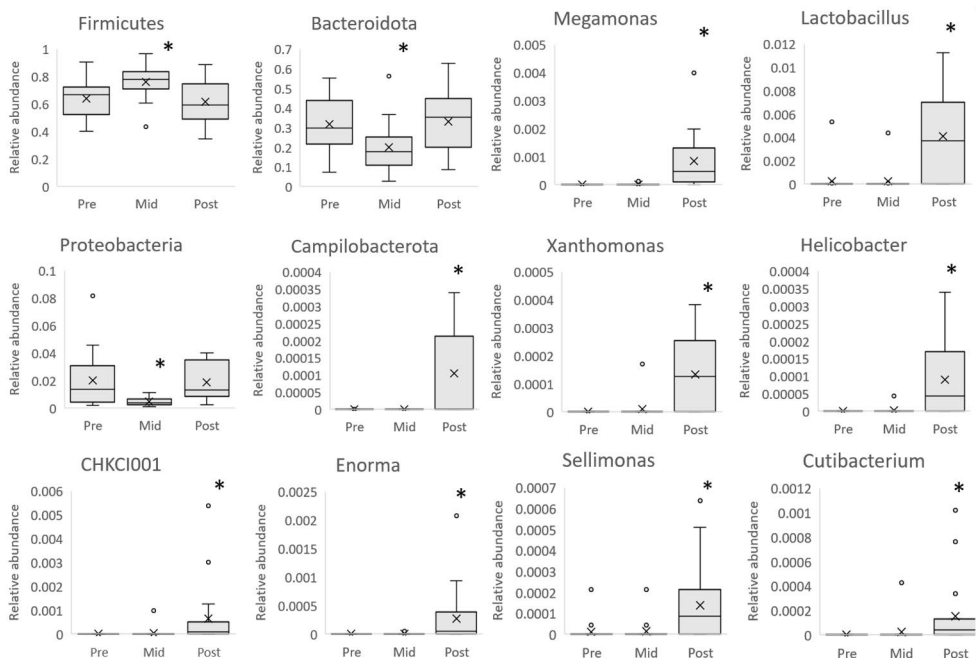 Firmicutes
Bacteroidota
Megamonas
Lactobacillus
Relative abundance
1
0.8
0.6
0.4
0.2
0
*
Pre Mid Post
Relative abundance
0.7
0.6
0.5
0.4
0.3
0.2
0.1
0
*
Pre Mid Post
Relative abundance
0.005
0.004
0.003
0.002
0.001
0
*
Pre Mid Post
Relative abundance
0.012
0.01
0.008
0.006
0.004
0.002
0
*
Pre Mid Post
Proteobacteria
Campilobacterota
Xanthomonas
Helicobacter
Relative abundance
0.1
0.08
0.06
0.04
0.02
0
*
Pre Mid Post
Relative abundance
0.0004
0.00035
0.0003
0.00025
0.0002
0.00015
0.0001
0.00005
0
*
Pre Mid Post
Relative abundance
0.0005
0.0004
0.0003
0.0002
0.0001
0
*
Pre Mid Post
Relative abundance
0.0004
0.00035
0.0003
0.00025
0.0002
0.00015
0.0001
0.00005
0
*
Pre Mid Post
CHKCI001
Enorma
Sellimonas
Cutibacterium
Relative abundance
0.006
0.005
0.004
0.003
0.002
0.001
0
*
Pre Mid Post
Relative abundance
0.0025
0.002
0.0015
0.001
0.0005
0
*
Pre Mid Post
Relative abundance
0.0007
0.0006
0.0005
0.0004
0.0003
0.0002
0.0001
0
*
Pre Mid Post
Relative abundance
0.0012
0.001
0.0008
0.0006
0.0004
0.0002
0
*
Pre Mid Post